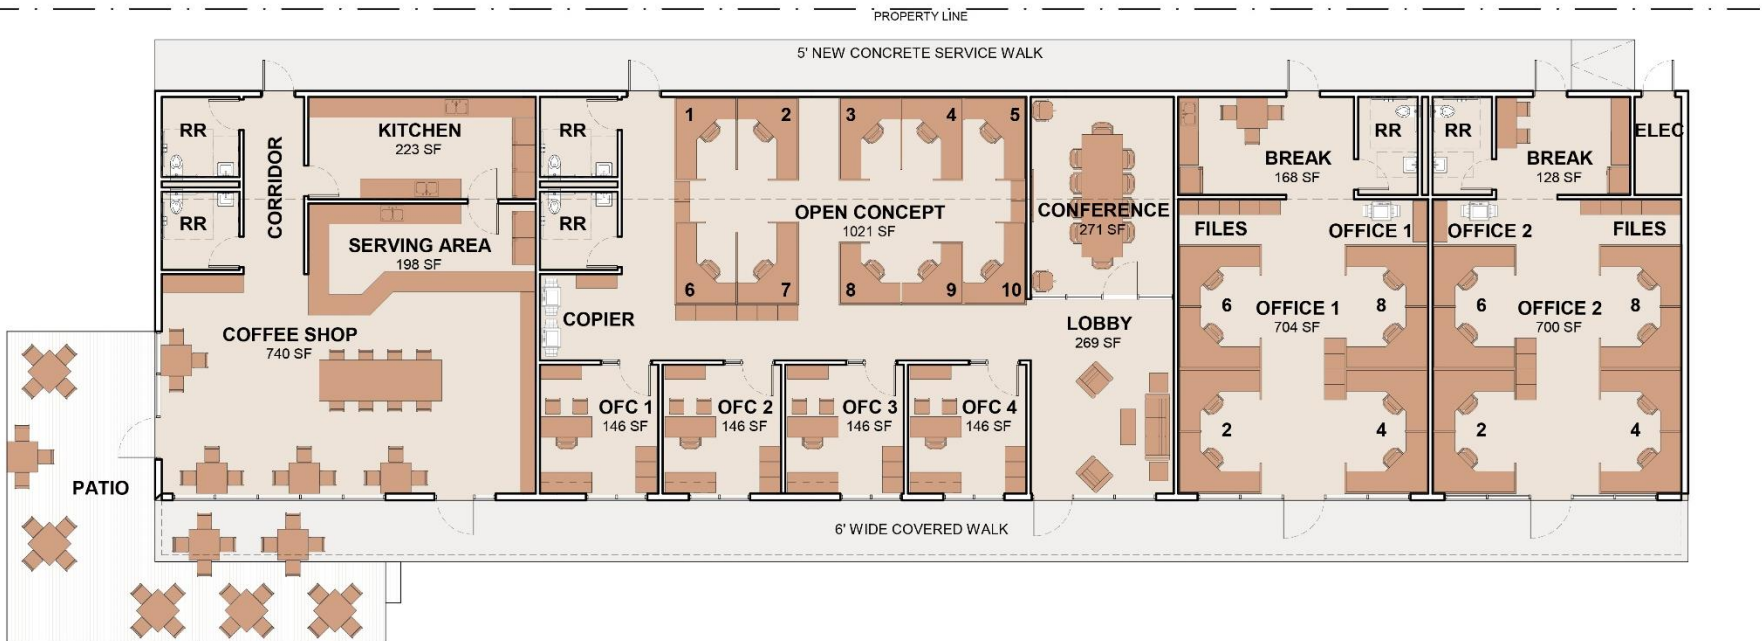 PROPERTY LINE
5' NEW CONCRETE SERVICE WALK
RR
RR
CORRIDOR
KITCHEN
223 SF
SERVING AREA
198 SF
COFFEE SHOP
740 SF
PATIO
RR
RR
COPIER
1
2
3
4
5
OPEN CONCEPT
1021 SF
6
7
8
9
10
CONFERENCE
271 SF
LOBBY
269 SF
OFC 1
146 SF
OFC 2
146 SF
OFC 3
146 SF
OFC 4
146 SF
BREAK
168 SF
RR
RR
BREAK
128 SF
ELEC
FILES
OFFICE 1
OFFICE 2
FILES
6
OFFICE 1
704 SF
8
2
4
6
OFFICE 2
700 SF
8
2
4
6' WIDE COVERED WALK